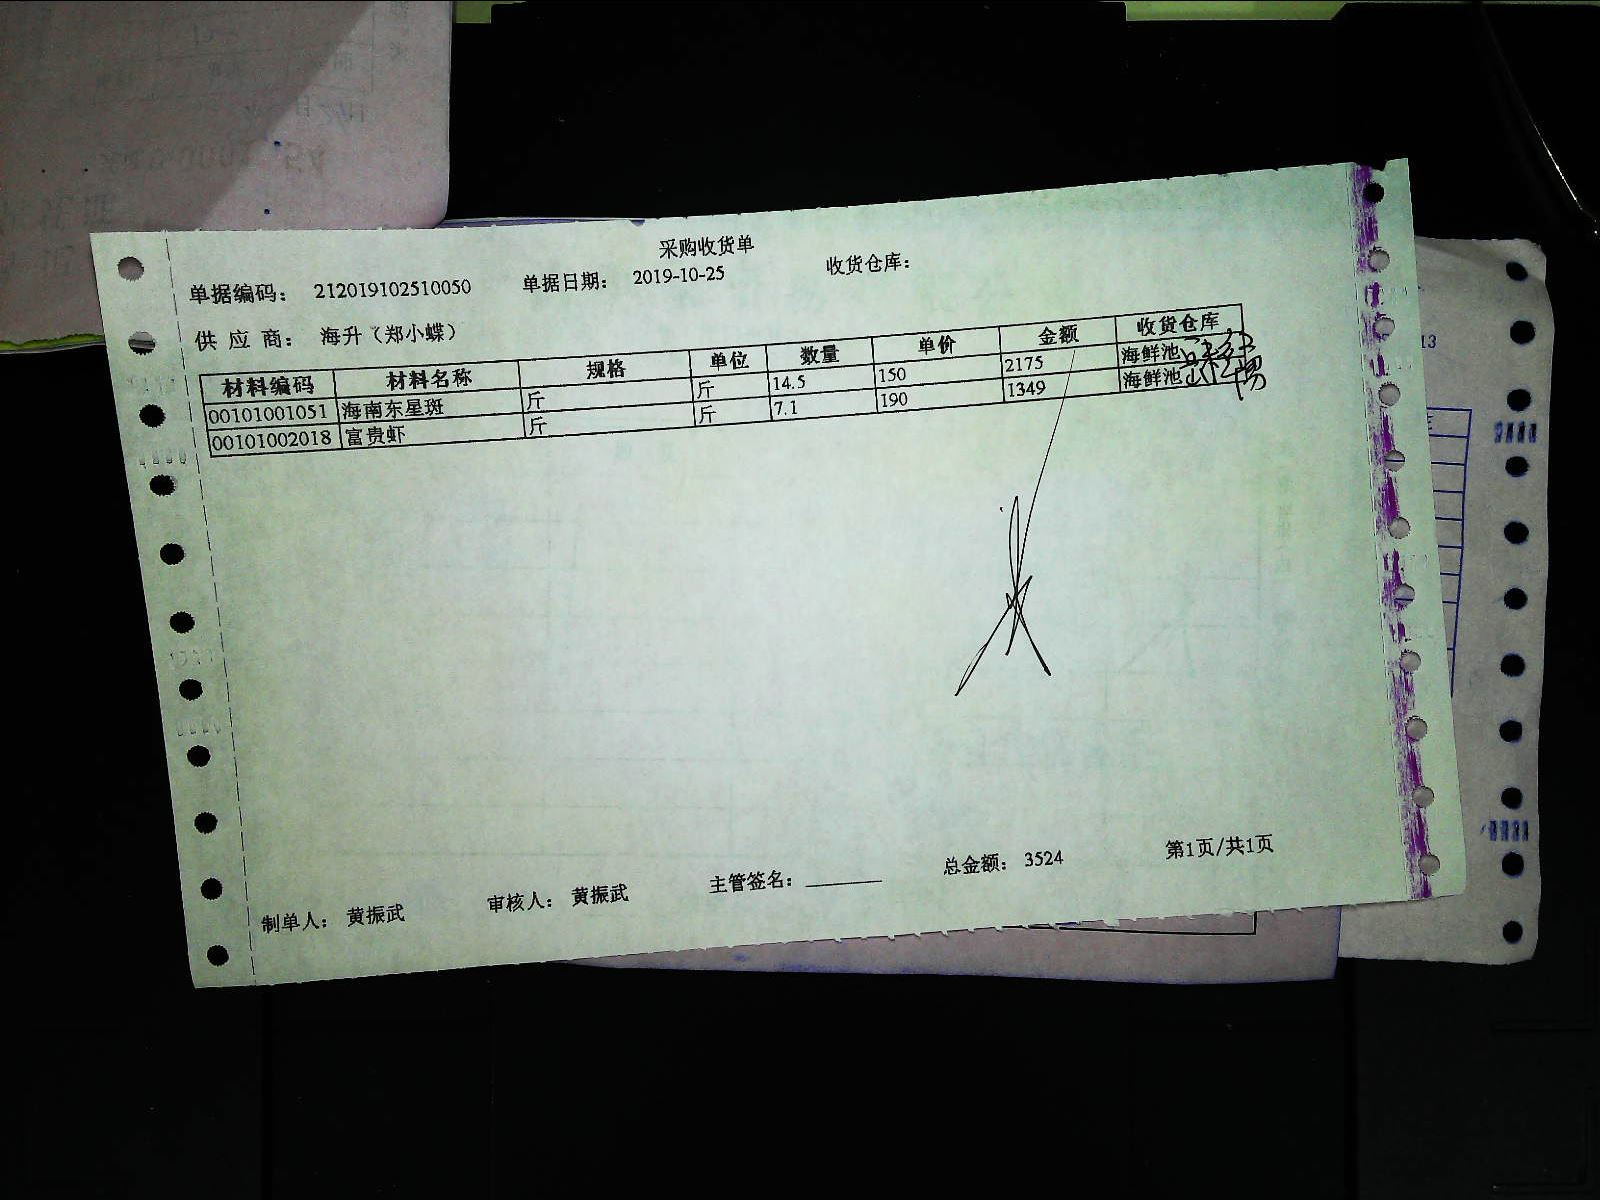 采购收货单
单据编码： 212019102510050 单据日期： 2019-10-25 收货仓库：
供 应 商： 海升（郑小蝶）
材料编码 材料名称 规格 单位 数量 单价 金额 收货仓库
00101001051 海南东星斑 斤 斤 14.5 150 2175 海鲜池
00101002018 富贵虾 斤 斤 7.1 190 1349 海鲜池
制单人： 黄振武 审核人： 黄振武 主管签名： 总金额： 3524 第1页/共1页
13